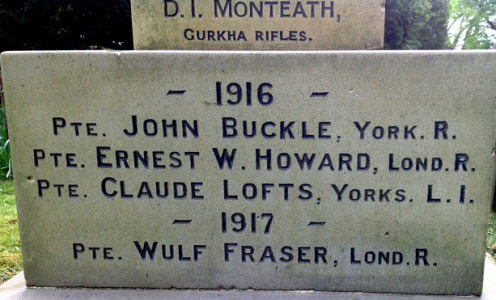 D. I. MONTEATH,
GURKHA RIFLES.
– 1916 –
PTE. JOHN BUCKLE, YORK. R.
PTE. ERNEST W. HOWARD, LOND. R.
PTE. CLAUDE LOFTS, YORKS. L.I.
– 1917 –
PTE. WULF FRASER, LOND. R.